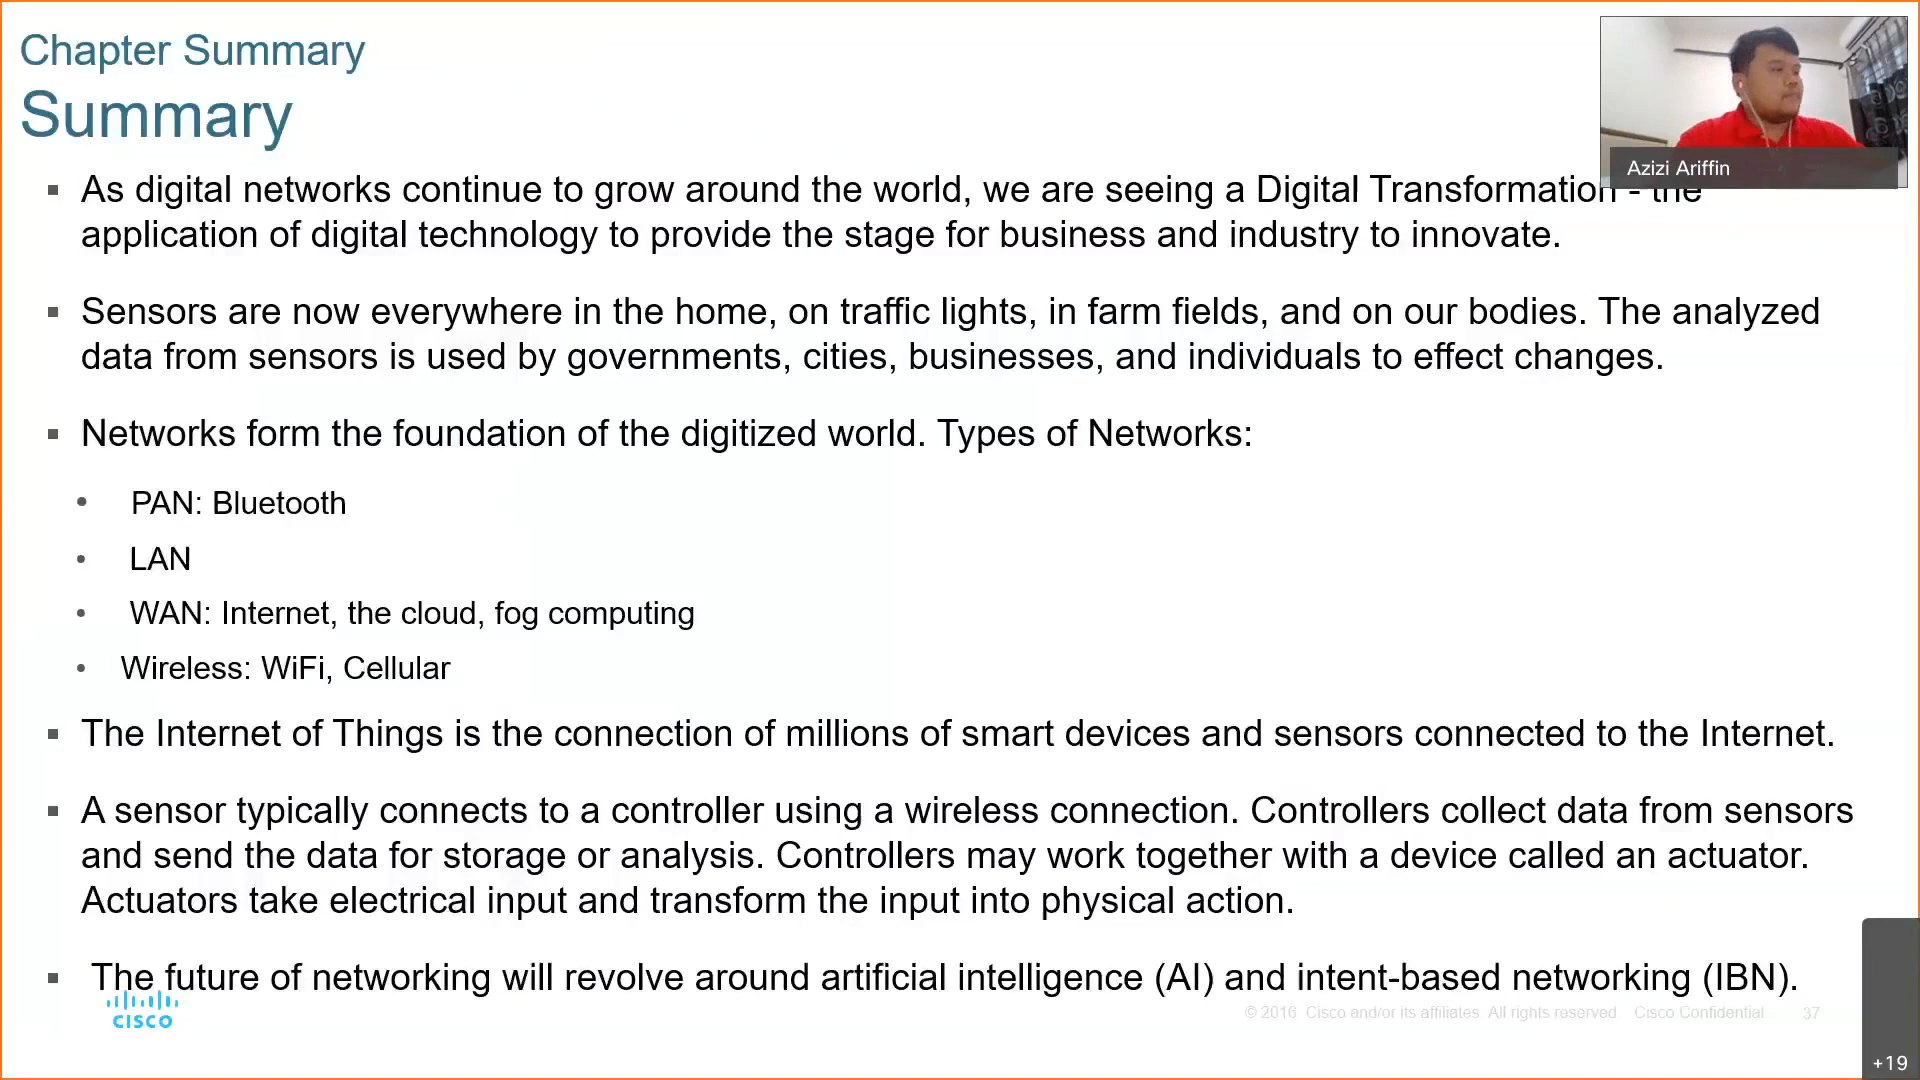 Chapter Summary
Summary
Azizi Ariffin
▪ As digital networks continue to grow around the world, we are seeing a Digital Transformation - the
application of digital technology to provide the stage for business and industry to innovate.
▪ Sensors are now everywhere in the home, on traffic lights, in farm fields, and on our bodies. The analyzed
data from sensors is used by governments, cities, businesses, and individuals to effect changes.
▪ Networks form the foundation of the digitized world. Types of Networks:
• PAN: Bluetooth
• LAN
• WAN: Internet, the cloud, fog computing
• Wireless: WiFi, Cellular
▪ The Internet of Things is the connection of millions of smart devices and sensors connected to the Internet.
▪ A sensor typically connects to a controller using a wireless connection. Controllers collect data from sensors
and send the data for storage or analysis. Controllers may work together with a device called an actuator.
Actuators take electrical input and transform the input into physical action.
▪ The future of networking will revolve around artificial intelligence (AI) and intent-based networking (IBN).
CISCO
© 2016 Cisco and/or its affiliates. All rights reserved. Cisco Confidential 37
+19